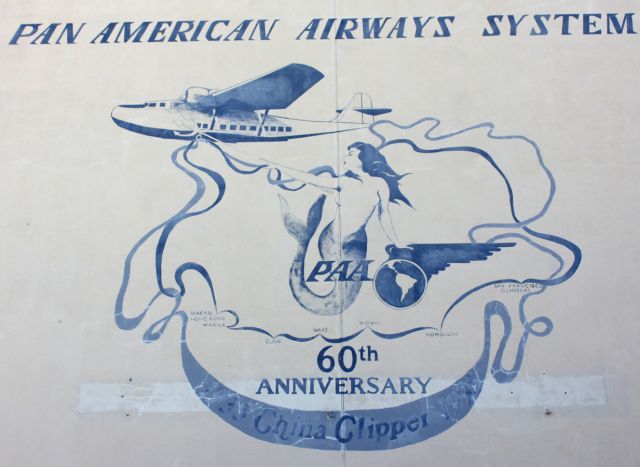 PAN AMERICAN AIRWAYS SYSTEM
PAA
SAN FRANCISCO
(ALAMEDA)
MACAU
HONG KONG
MANILA
GUAM
WAKE
MIDWAY
HONOLULU
60th
ANNIVERSARY
China Clipper